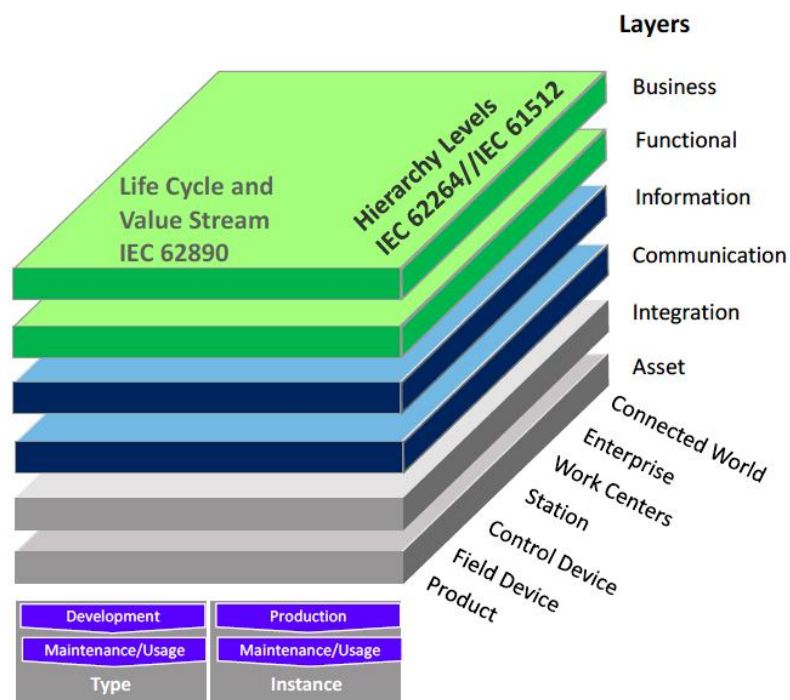 Layers
Business
Functional
Information
Communication
Integration
Asset
Life Cycle and
Value Stream
IEC 62890
Hierarchy Levels
IEC 62264//IEC 61512
Connected World
Enterprise
Work Centers
Station
Control Device
Field Device
Product
Development
Production
Maintenance/Usage
Maintenance/Usage
Type
Instance